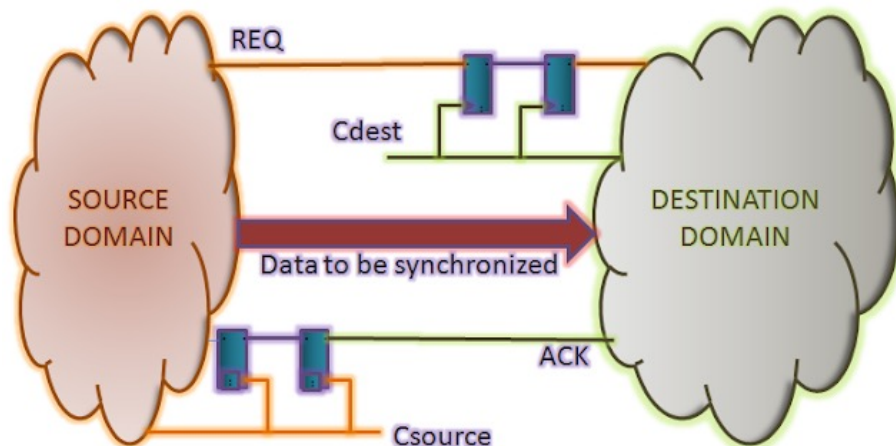 REQ
Cdest
SOURCE
DOMAIN
DESTINATION
DOMAIN
Data to be synchronized
ACK
Csource